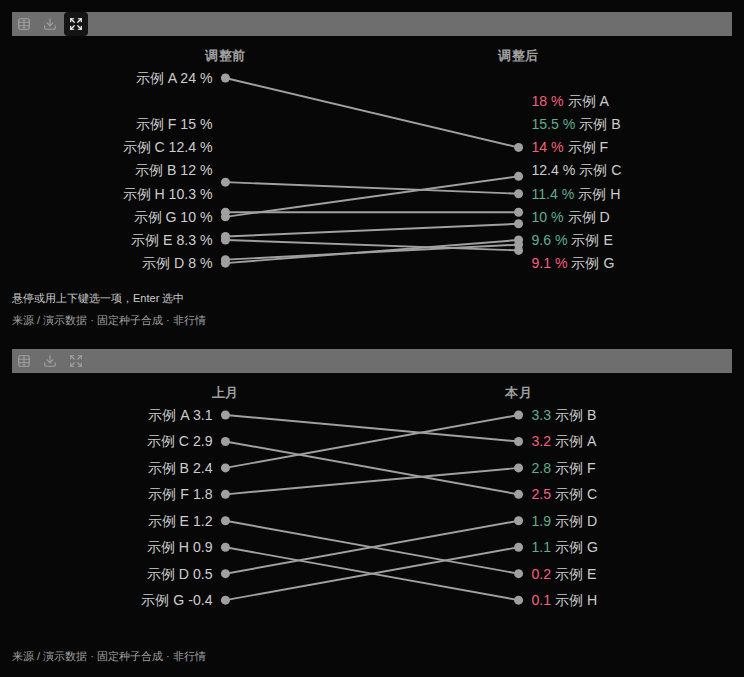 调整前 调整后
示例 A 24 %
18 % 示例 A
示例 F 15 % 15.5 % 示例 B
示例 C 12.4 % 14 % 示例 F
示例 B 12 % 12.4 % 示例 C
示例 H 10.3 % 11.4 % 示例 H
示例 G 10 % 10 % 示例 D
示例 E 8.3 % 9.6 % 示例 E
示例 D 8 % 9.1 % 示例 G
悬停或用上下键选一项，Enter 选中
来源 / 演示数据 · 固定种子合成 · 非行情
上月 本月
示例 A 3.1 3.3 示例 B
示例 C 2.9 3.2 示例 A
示例 B 2.4 2.8 示例 F
示例 F 1.8 2.5 示例 C
示例 E 1.2 1.9 示例 D
示例 H 0.9 1.1 示例 G
示例 D 0.5 0.2 示例 E
示例 G -0.4 0.1 示例 H
来源 / 演示数据 · 固定种子合成 · 非行情